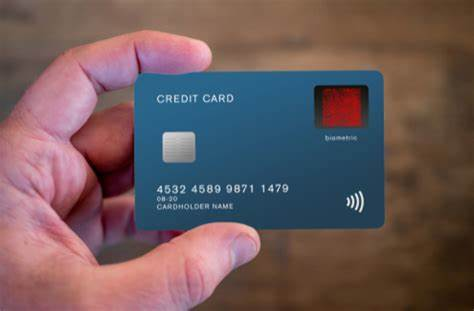 CREDIT CARD
biometric
4532 4589 9871 1479
08-20
CARDHOLDER NAME